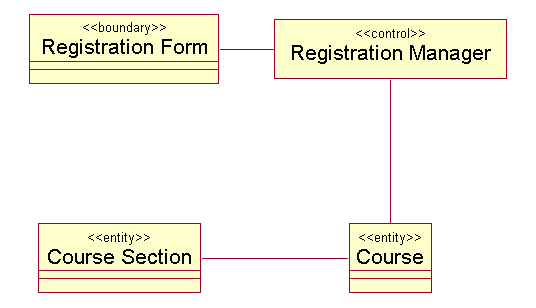 <<boundary>>
Registration Form
<<control>>
Registration Manager
<<entity>>
Course Section
<<entity>>
Course